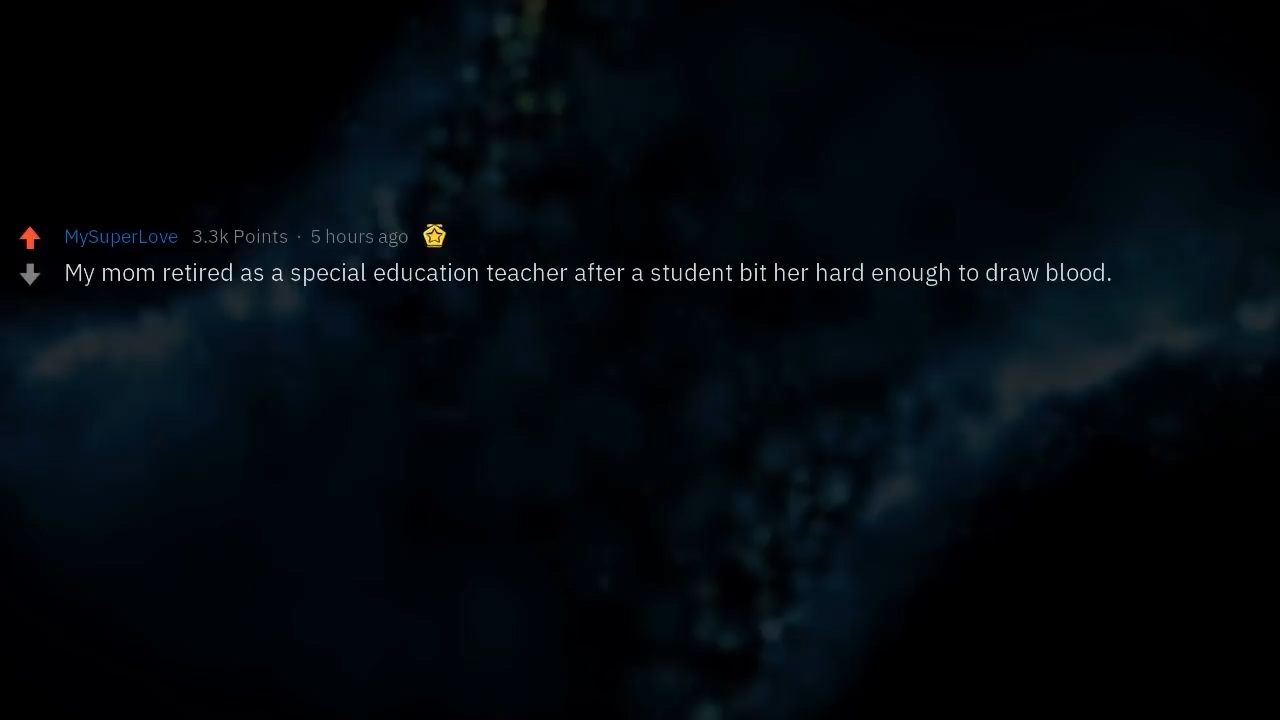 MySuperLove 3.3k Points · 5 hours ago
My mom retired as a special education teacher after a student bit her hard enough to draw blood.